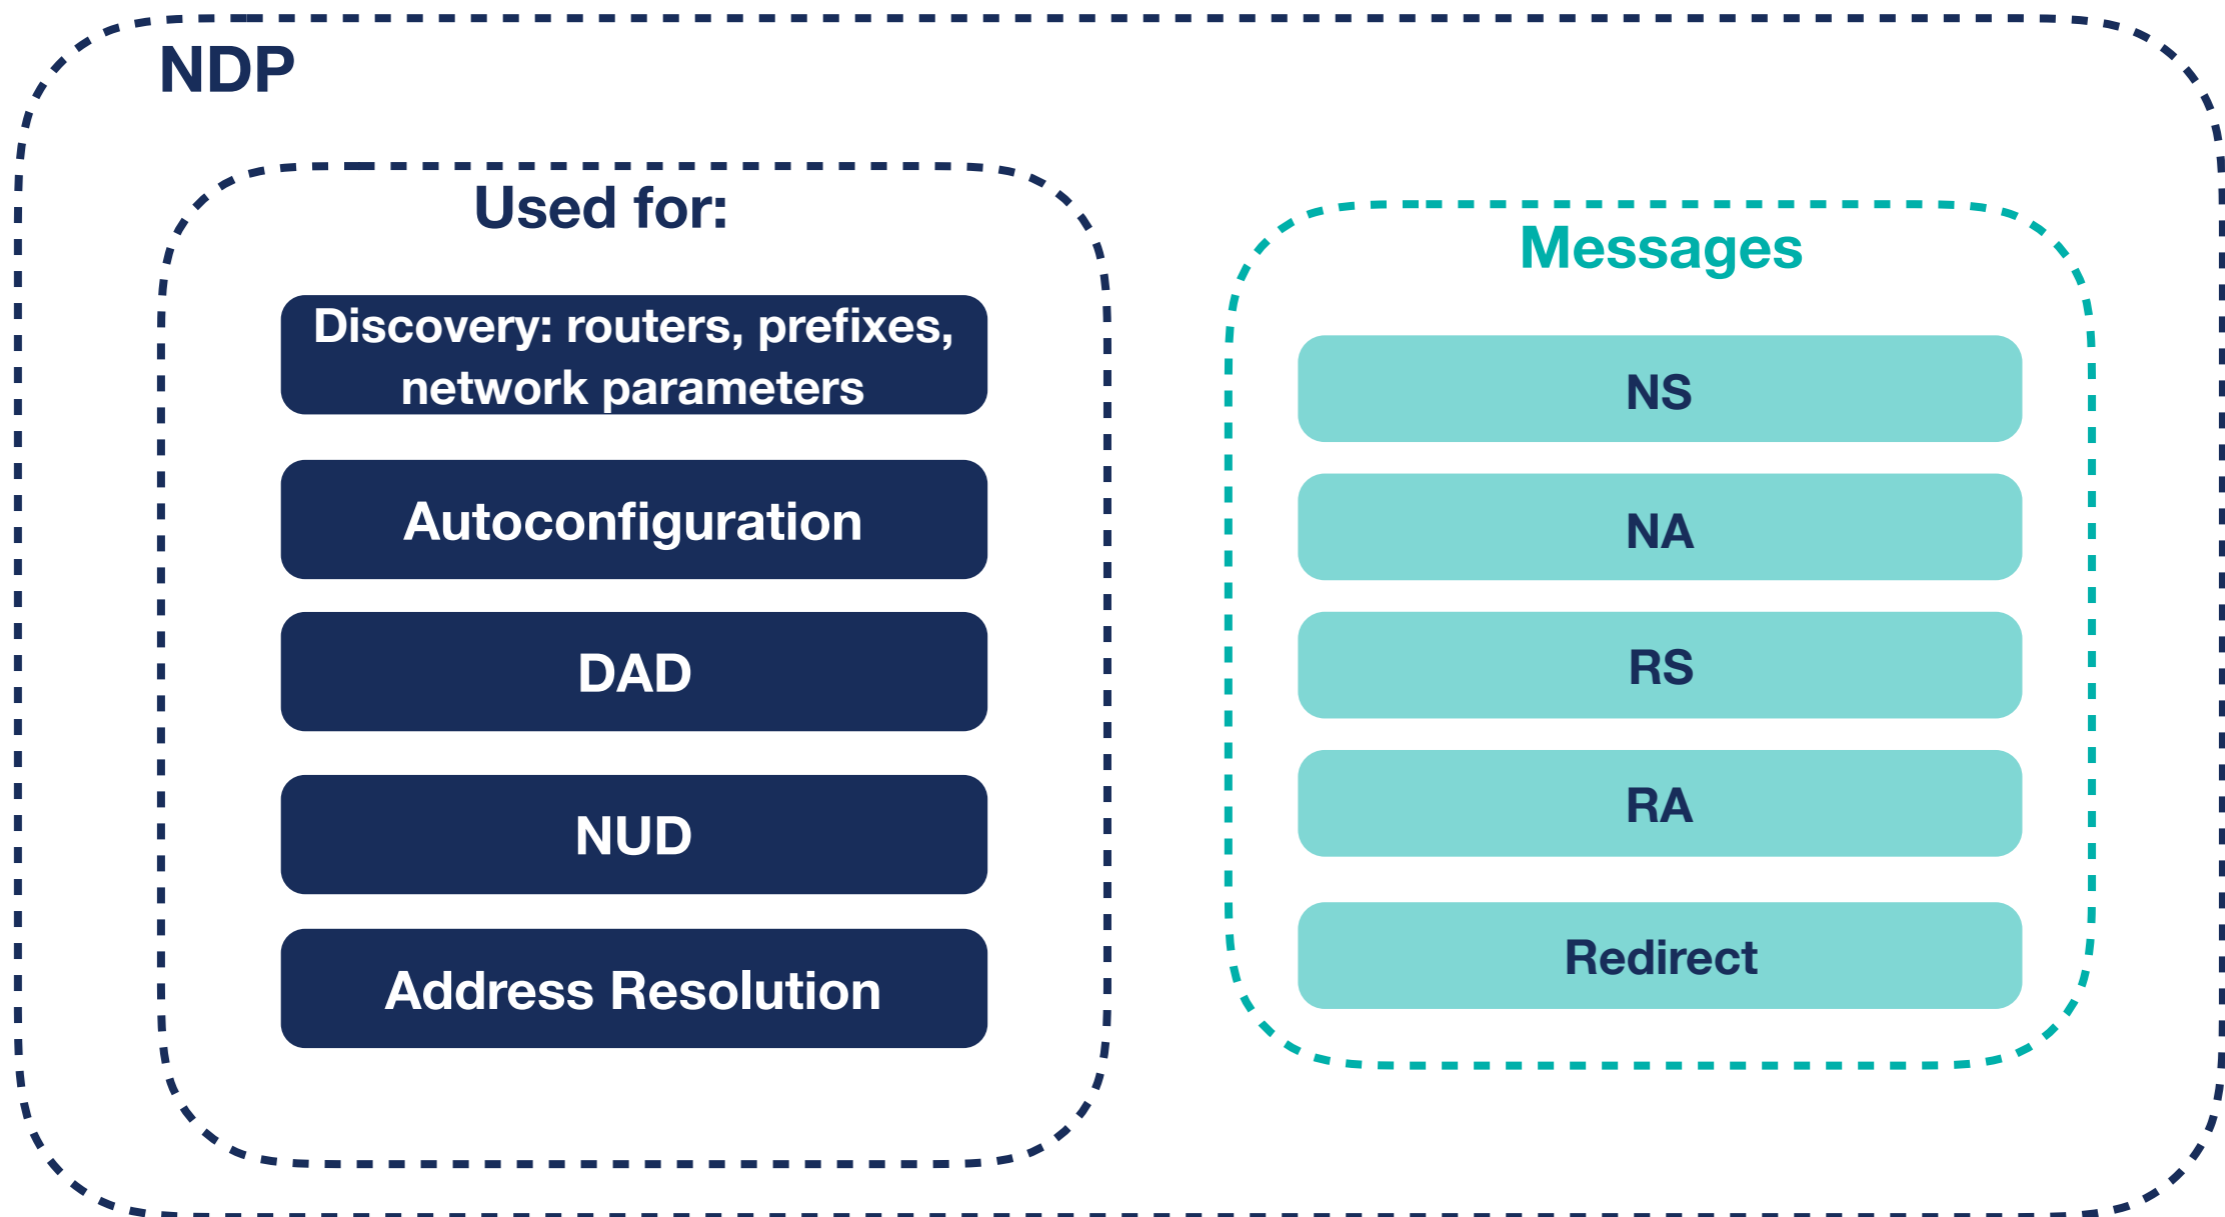 NDP
Used for:
Discovery: routers, prefixes,
network parameters
Autoconfiguration
DAD
NUD
Address Resolution
Messages
NS
NA
RS
RA
Redirect